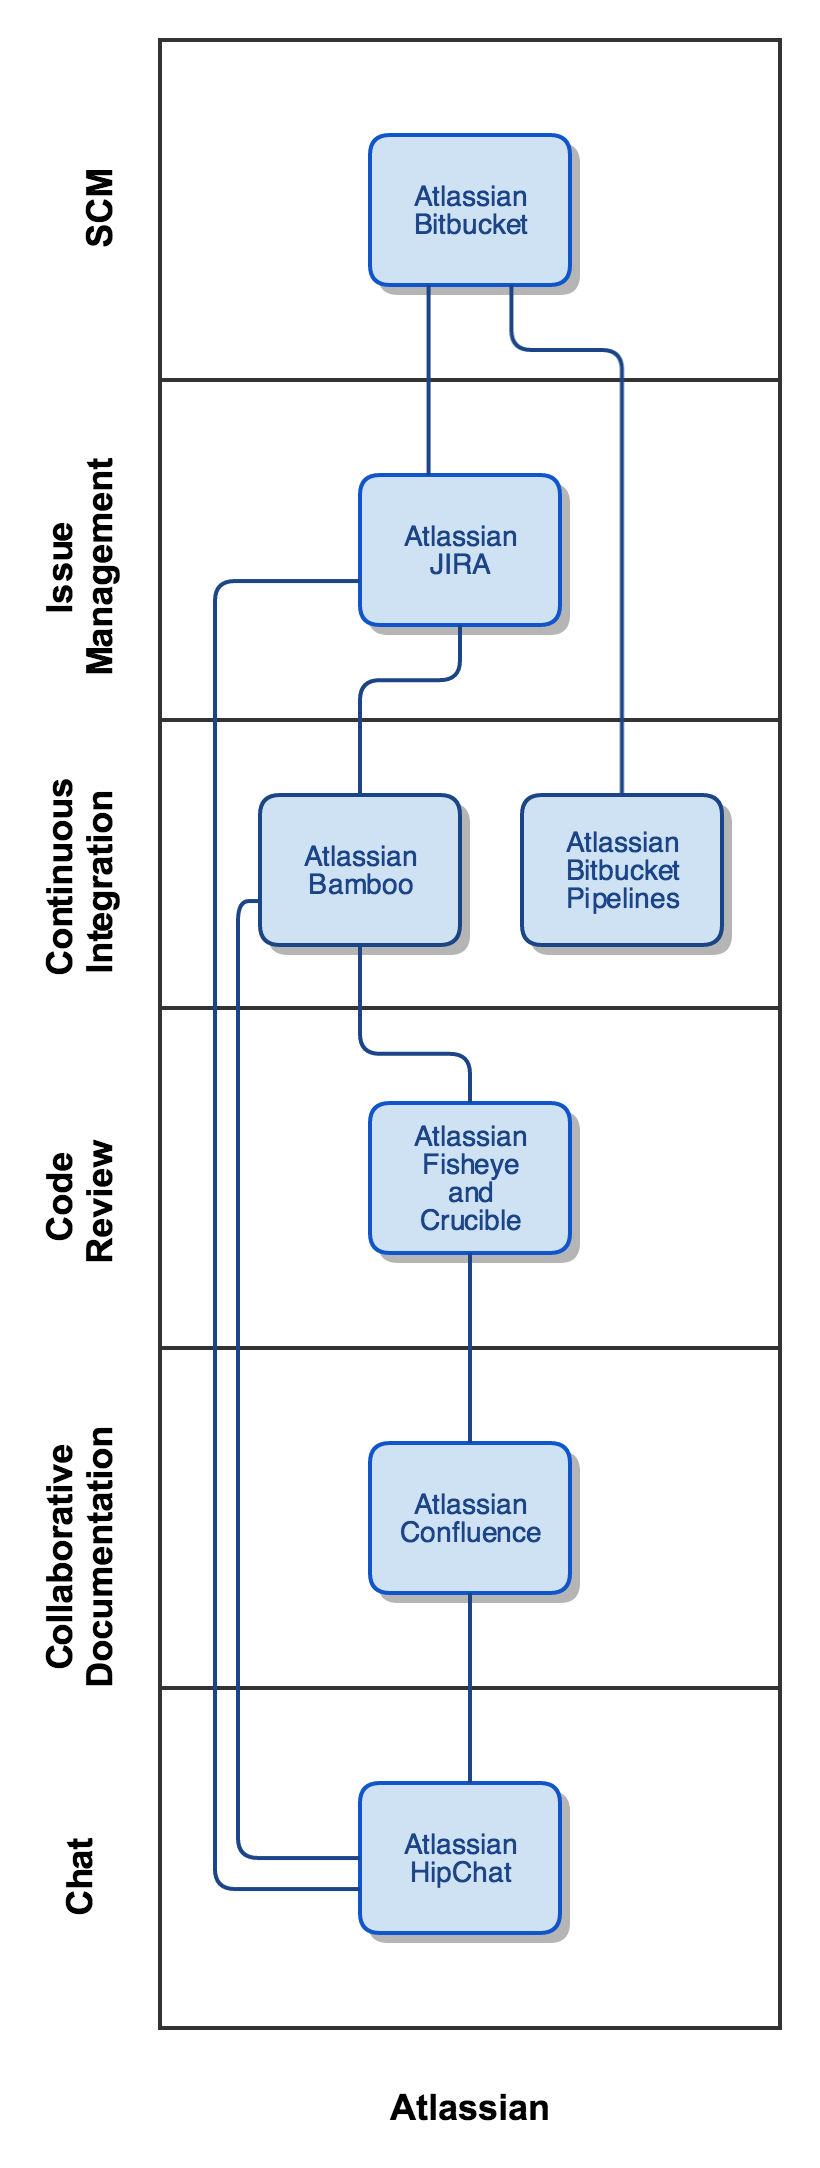 SCM
Atlassian
Bitbucket
Issue
Management
Atlassian
JIRA
Continuous
Integration
Atlassian
Bamboo
Atlassian
Bitbucket
Pipelines
Code
Review
Atlassian
Fisheye
and
Crucible
Collaborative
Documentation
Atlassian
Confluence
Chat
Atlassian
HipChat
Atlassian